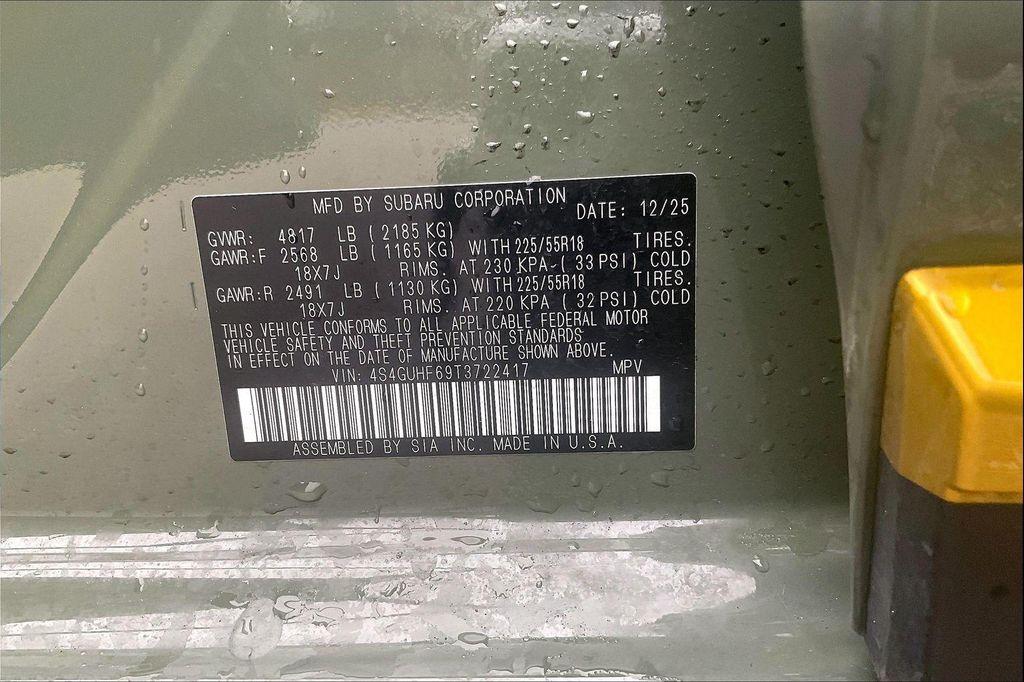 MFD BY SUBARU CORPORATION DATE: 12/25
GVWR: 4817 LB ( 2185 KG)
GAWR:F 2568 LB ( 1165 KG) WITH 225/55R18 TIRES.
18X7J RIMS. AT 230 KPA ( 33 PSI) COLD
GAWR:R 2491 LB ( 1130 KG) WITH 225/55R18 TIRES.
18X7J RIMS. AT 220 KPA ( 32 PSI) COLD
THIS VEHICLE CONFORMS TO ALL APPLICABLE FEDERAL MOTOR
VEHICLE SAFETY AND THEFT PREVENTION STANDARDS
IN EFFECT ON THE DATE OF MANUFACTURE SHOWN ABOVE.
VIN: 4S4GUHF69T3722417 MPV
ASSEMBLED BY SIA INC. MADE IN U.S.A.